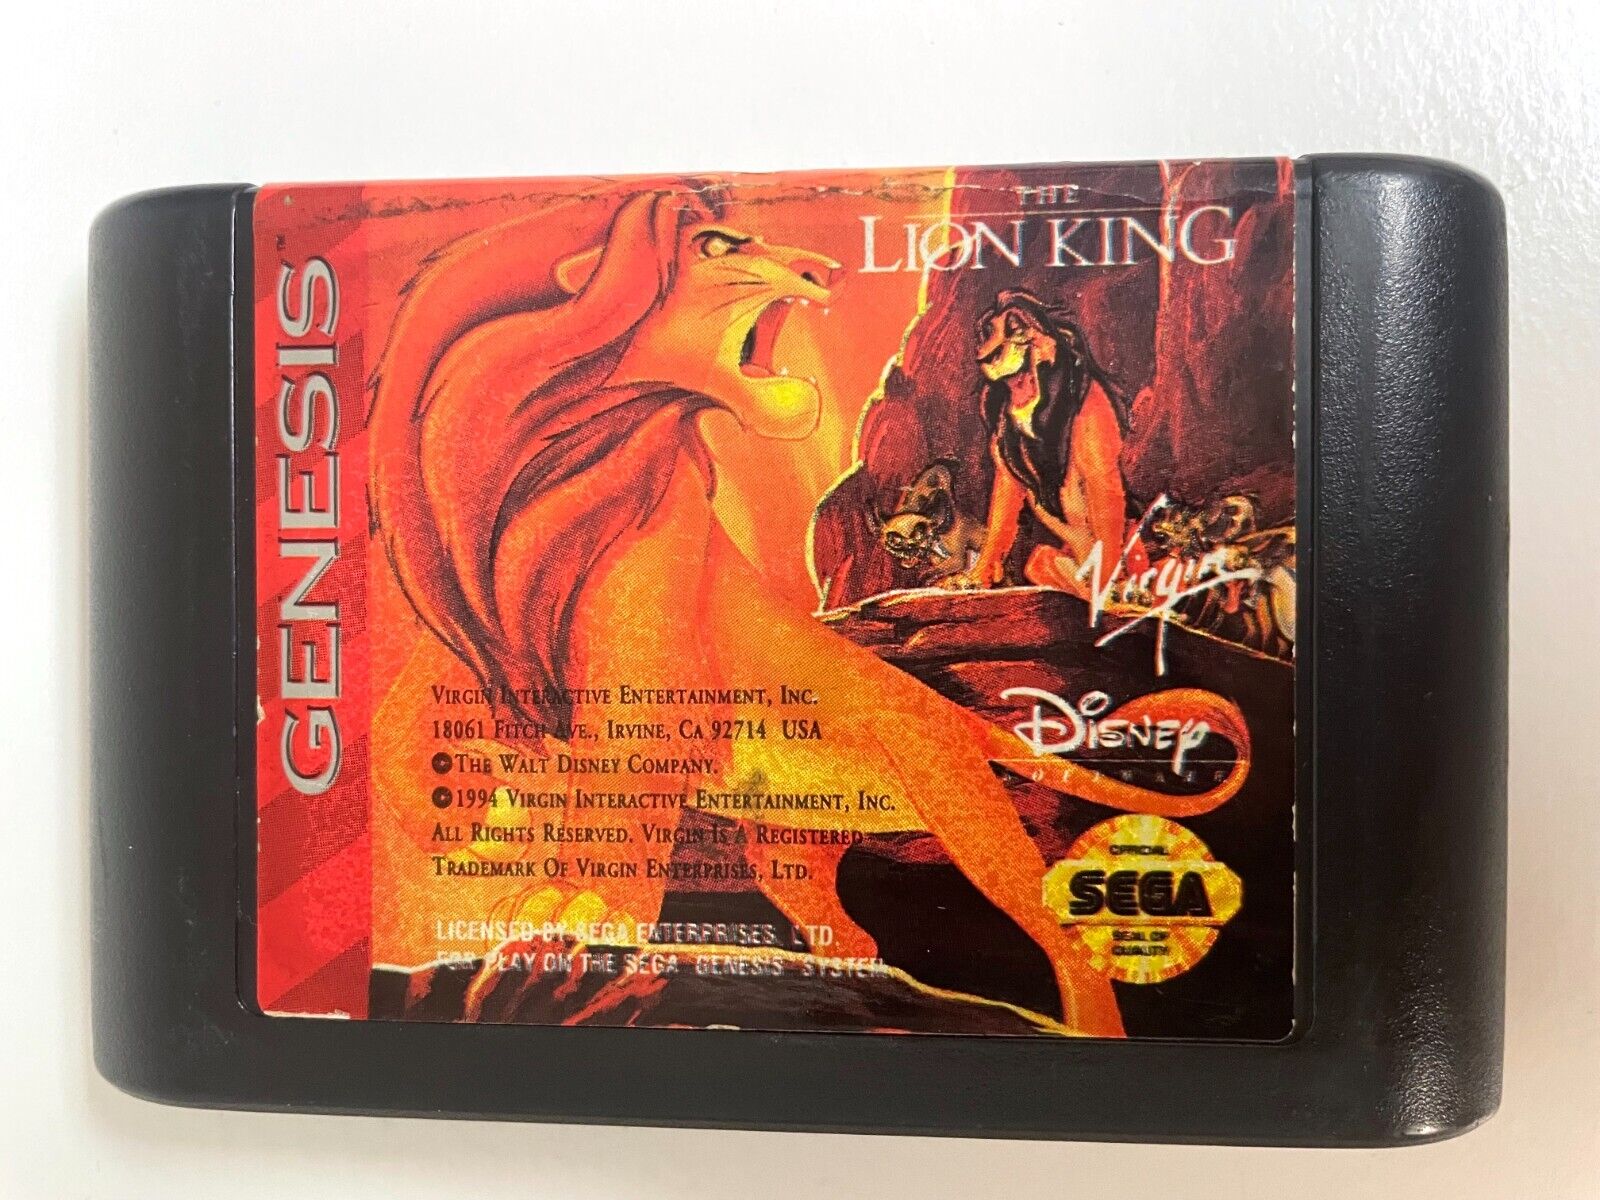 GENESIS™
THE
LION KING
Virgin
VIRGIN INTERACTIVE ENTERTAINMENT, INC.
18061 FITCH AVE., IRVINE, CA 92714 USA
©THE WALT DISNEY COMPANY.
©1994 VIRGIN INTERACTIVE ENTERTAINMENT, INC.
ALL RIGHTS RESERVED. VIRGIN IS A REGISTERED
TRADEMARK OF VIRGIN ENTERPRISES, LTD.
DISNEY
SOFTWARE
LICENSED BY SEGA ENTERPRISES, LTD.
FOR PLAY ON THE SEGA GENESIS SYSTEM
OFFICIAL
SEGA
SEAL OF
QUALITY